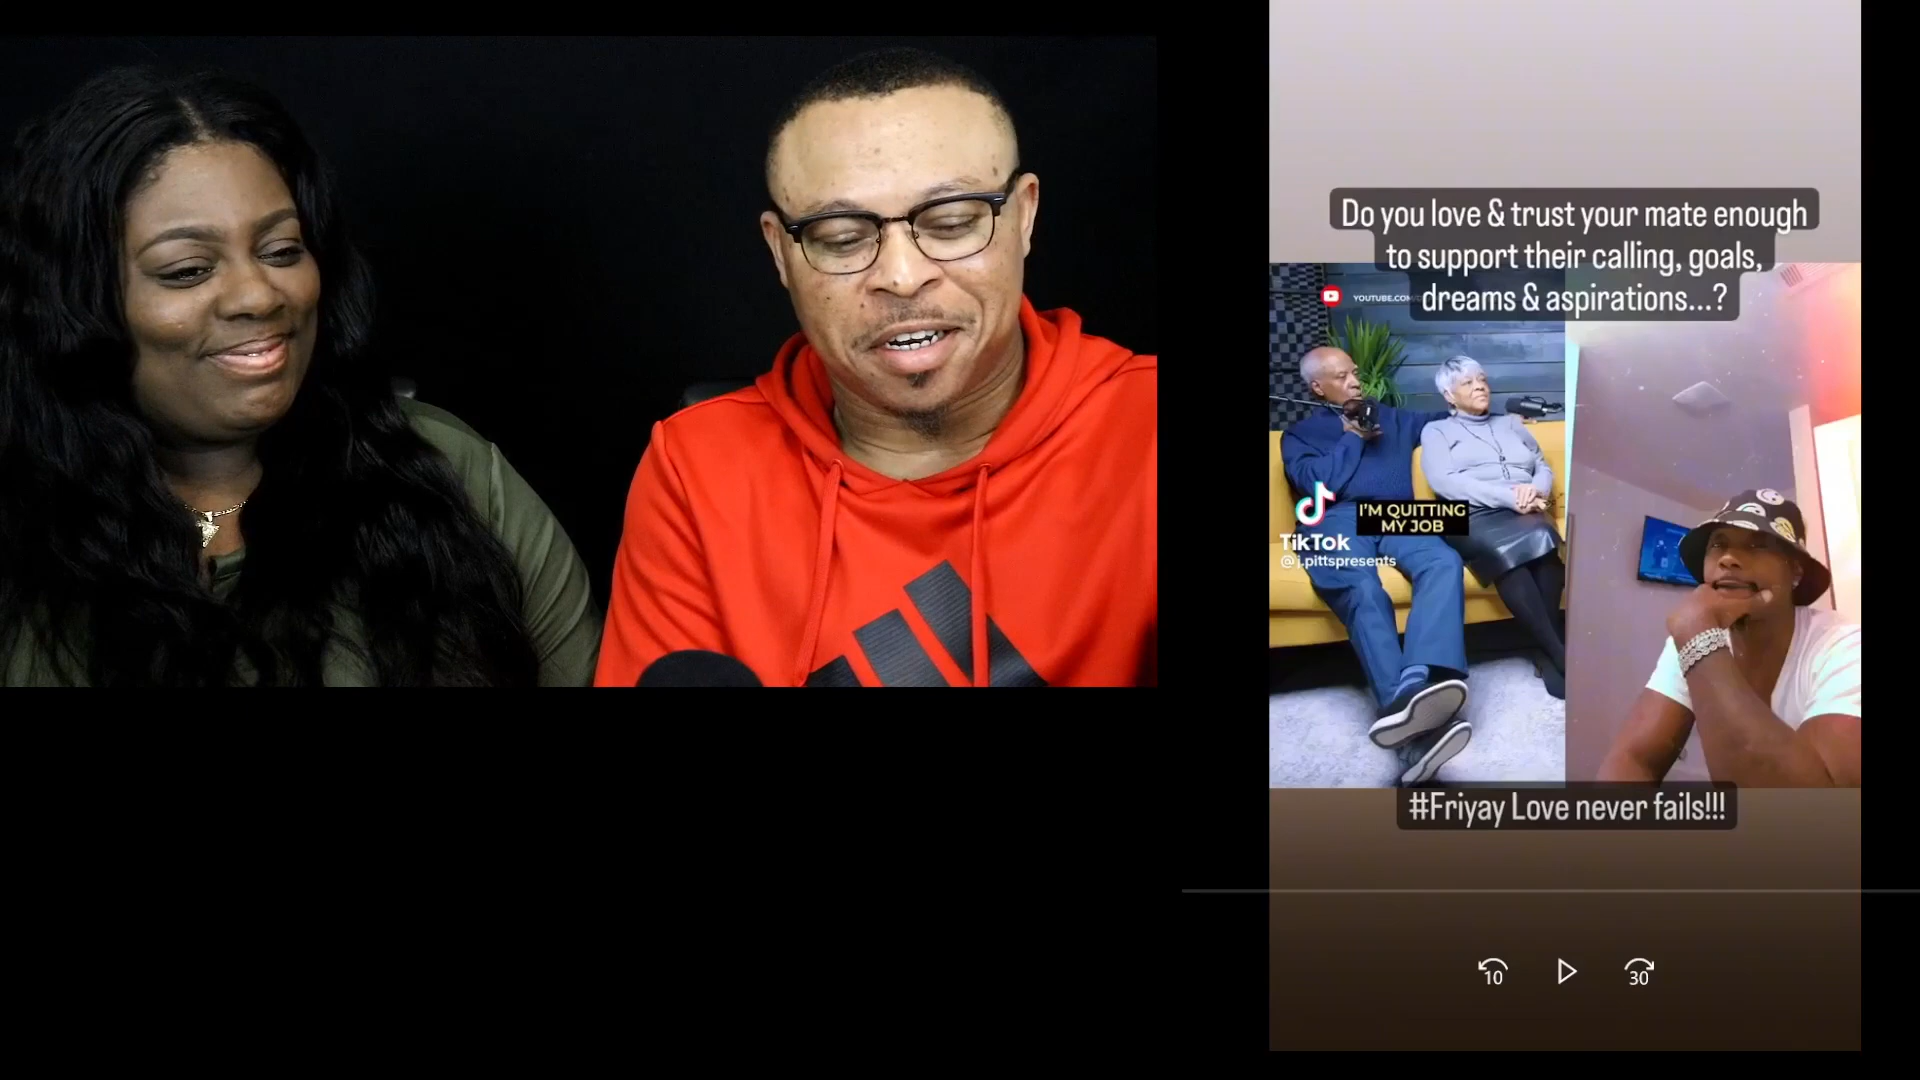 Do you love & trust your mate enough
to support their calling, goals,
dreams & aspirations...?
YOUTUBE.COM
I'M QUITTING
MY JOB
TikTok
@j.pittspresents
#Friyay Love never fails!!!
10
30